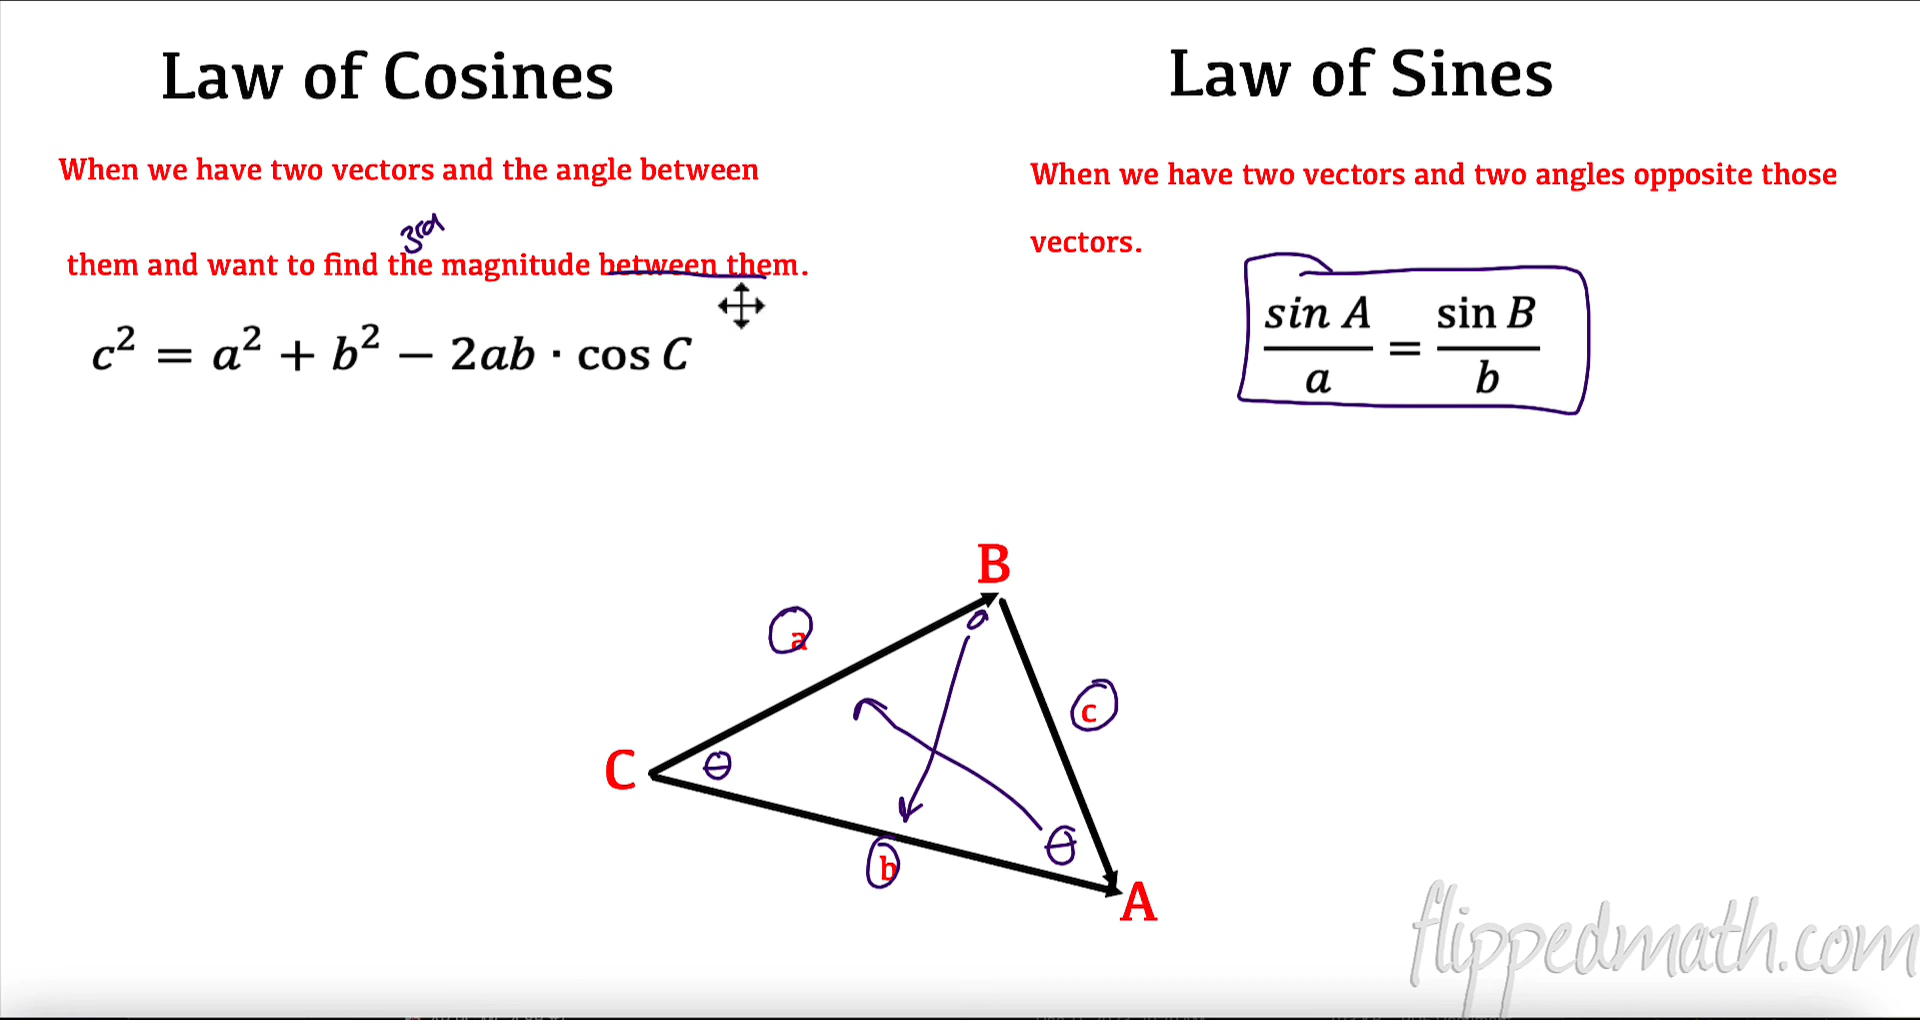 Law of Cosines
When we have two vectors and the angle between
3rd
them and want to find the magnitude between them.
c² = a² + b² − 2ab · cos C
Law of Sines
When we have two vectors and two angles opposite those
vectors.
sin A / a = sin B / b
B
a
c
C
θ
θ
b
A
flippedmath.com